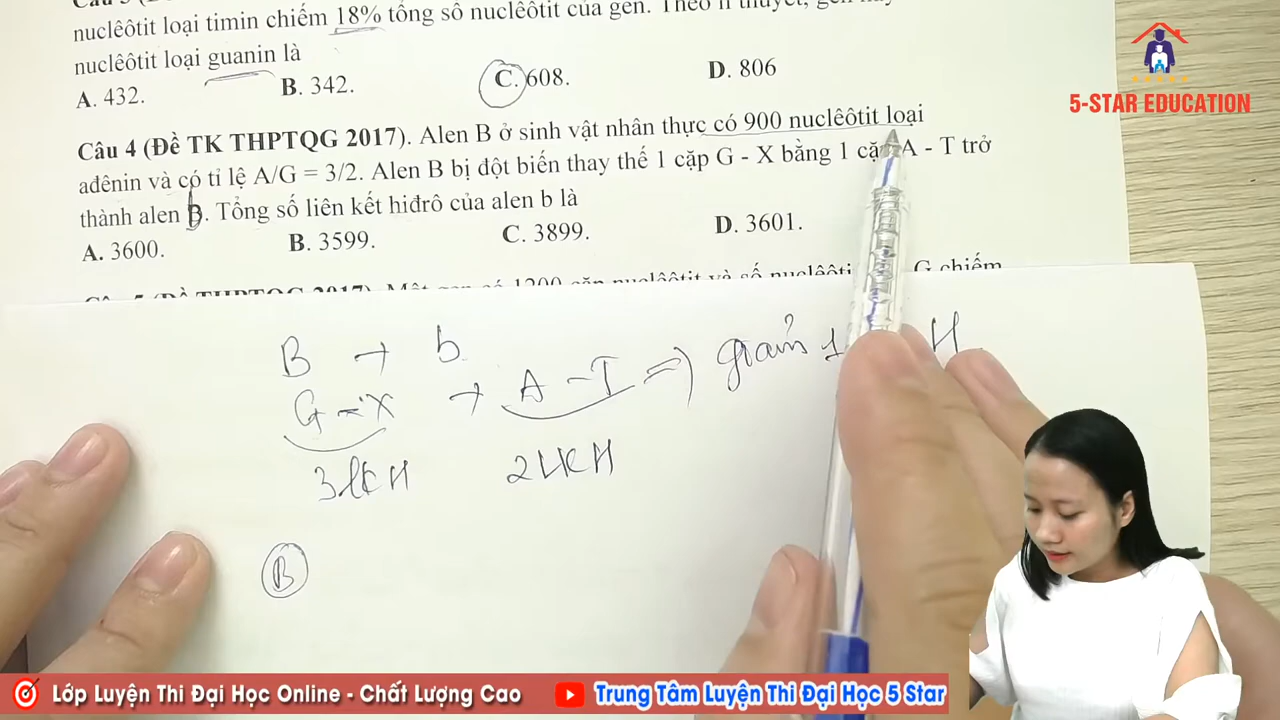 nuclêôtit loại timin chiếm 18% tổng số nuclêôtit của gen. Theo lí thuyết, gen
nuclêôtit loại guanin là
A. 432. B. 342. C. 608. D. 806
Câu 4 (Đề TK THPTQG 2017). Alen B ở sinh vật nhân thực có 900 nuclêôtit loại
ađênin và có tỉ lệ A/G = 3/2. Alen B bị đột biến thay thế 1 cặp G - X bằng 1 A - T trở
thành alen B. Tổng số liên kết hiđrô của alen b là
A. 3600. B. 3599. C. 3899. D. 3601.
B → b
G - X → A - T => giảm 1 H
3LKH 2LKH
B
5-STAR EDUCATION
Lớp Luyện Thi Đại Học Online - Chất Lượng Cao
Trung Tâm Luyện Thi Đại Học 5 Star